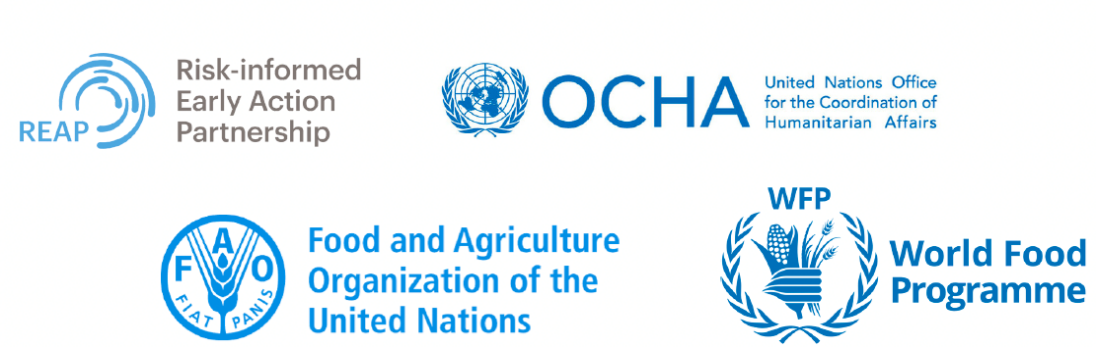 REAP
Risk-informed
Early Action
Partnership
OCHA
United Nations Office
for the Coordination of
Humanitarian Affairs
F A O
FIAT PANIS
Food and Agriculture
Organization of the
United Nations
WFP
World Food
Programme